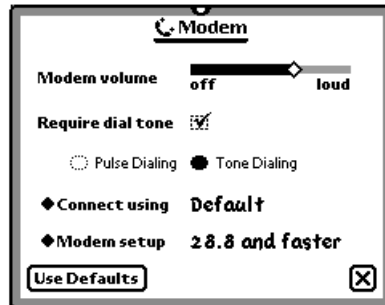 Modem
Modem volume
off loud
Require dial tone
Pulse Dialing Tone Dialing
Connect using Default
Modem setup 28.8 and faster
Use Defaults